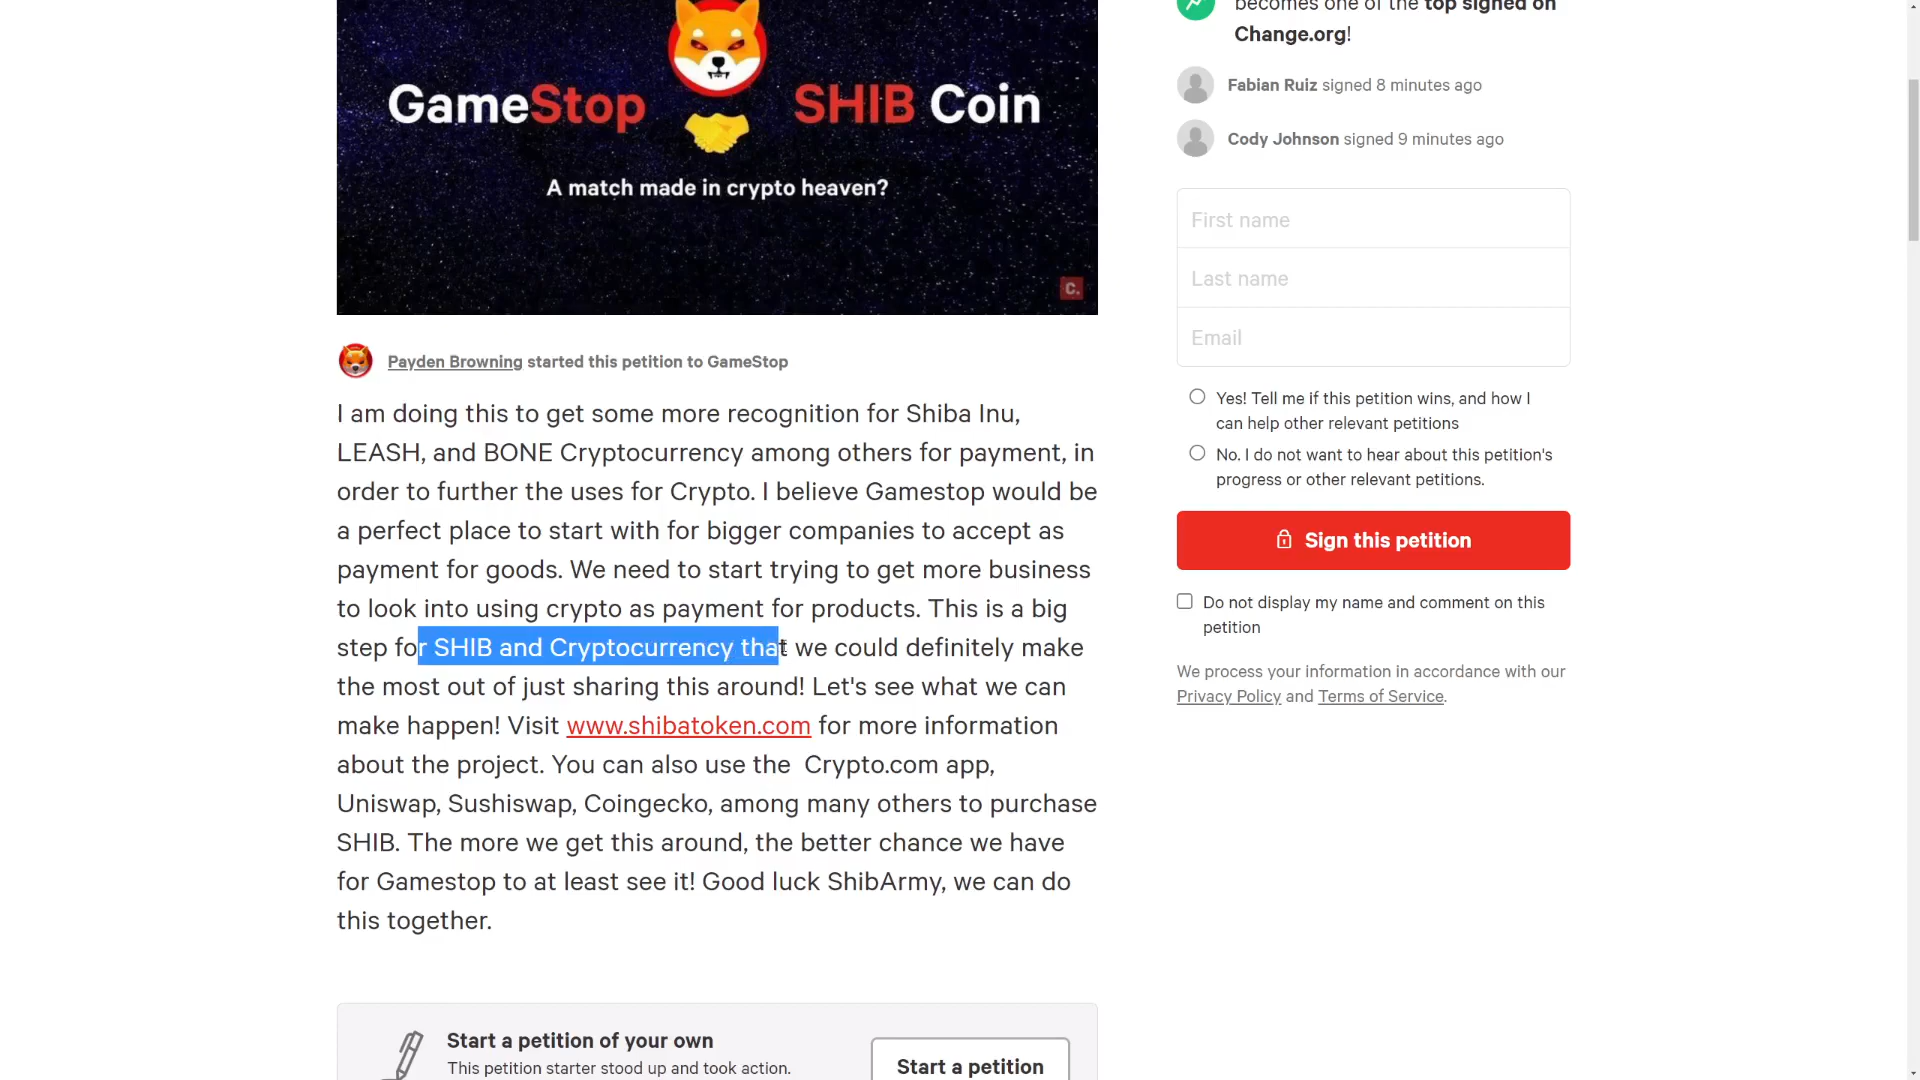 GameStop SHIB Coin
A match made in crypto heaven?
c.
Payden Browning started this petition to GameStop
I am doing this to get some more recognition for Shiba Inu,
LEASH, and BONE Cryptocurrency among others for payment, in
order to further the uses for Crypto. I believe Gamestop would be
a perfect place to start with for bigger companies to accept as
payment for goods. We need to start trying to get more business
to look into using crypto as payment for products. This is a big
step for SHIB and Cryptocurrency that we could definitely make
the most out of just sharing this around! Let's see what we can
make happen! Visit www.shibatoken.com for more information
about the project. You can also use the  Crypto.com app,
Uniswap, Sushiswap, Coingecko, among many others to purchase
SHIB. The more we get this around, the better chance we have
for Gamestop to at least see it! Good luck ShibArmy, we can do
this together.
Start a petition of your own
This petition starter stood up and took action.
Start a petition
becomes one of the top signed on
Change.org!
Fabian Ruiz signed 8 minutes ago
Cody Johnson signed 9 minutes ago
First name
Last name
Email
Yes! Tell me if this petition wins, and how I
can help other relevant petitions
No. I do not want to hear about this petition's
progress or other relevant petitions.
Sign this petition
Do not display my name and comment on this
petition
We process your information in accordance with our
Privacy Policy and Terms of Service.